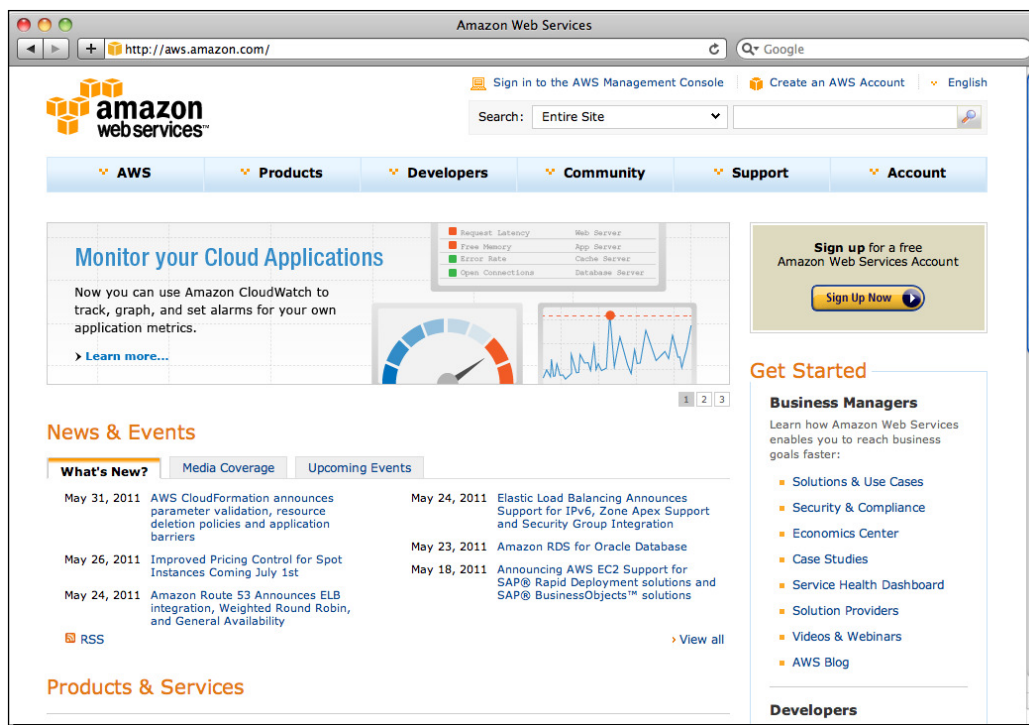 Amazon Web Services
http://aws.amazon.com/
Google
Sign in to the AWS Management Console
Create an AWS Account
English
amazon
webservices™
Search: Entire Site
AWS
Products
Developers
Community
Support
Account
Monitor your Cloud Applications
Now you can use Amazon CloudWatch to
track, graph, and set alarms for your own
application metrics.
Learn more...
Request Latency Web Server
Free Memory App Server
Error Rate Cache Server
Open Connections Database Server
1 2 3
Sign up for a free
Amazon Web Services Account
Sign Up Now
News & Events
What's New?
Media Coverage
Upcoming Events
May 31, 2011 AWS CloudFormation announces
parameter validation, resource
deletion policies and application
barriers
May 26, 2011 Improved Pricing Control for Spot
Instances Coming July 1st
May 24, 2011 Amazon Route 53 Announces ELB
integration, Weighted Round Robin,
and General Availability
RSS
May 24, 2011 Elastic Load Balancing Announces
Support for IPv6, Zone Apex Support
and Security Group Integration
May 23, 2011 Amazon RDS for Oracle Database
May 18, 2011 Announcing AWS EC2 Support for
SAP® Rapid Deployment solutions and
SAP® BusinessObjects™ solutions
View all
Products & Services
Get Started
Business Managers
Learn how Amazon Web Services
enables you to reach business
goals faster:
Solutions & Use Cases
Security & Compliance
Economics Center
Case Studies
Service Health Dashboard
Solution Providers
Videos & Webinars
AWS Blog
Developers